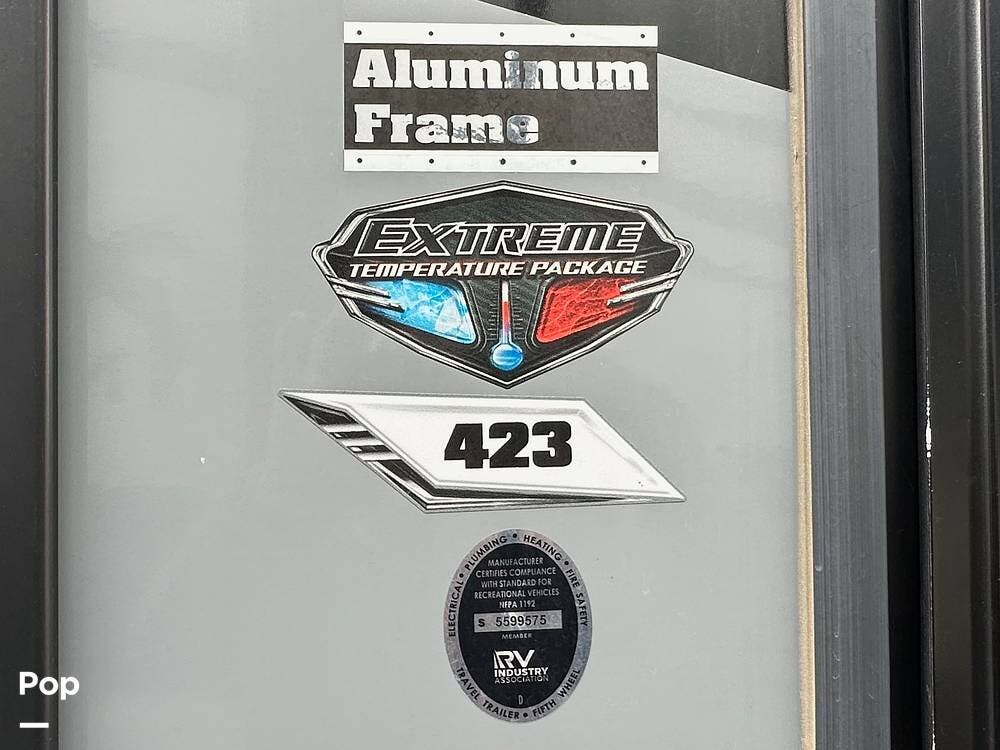 Aluminum
Frame
EXTREME
TEMPERATURE PACKAGE
423
ELECTRICAL • PLUMBING • HEATING • FIRE SAFETY
MANUFACTURER
CERTIFIES COMPLIANCE
WITH STANDARD FOR
RECREATIONAL VEHICLES
NFPA 1192
S 5599575
MEMBER
RV
INDUSTRY
ASSOCIATION
D
TRAVEL TRAILER • FIFTH WHEEL
Pop